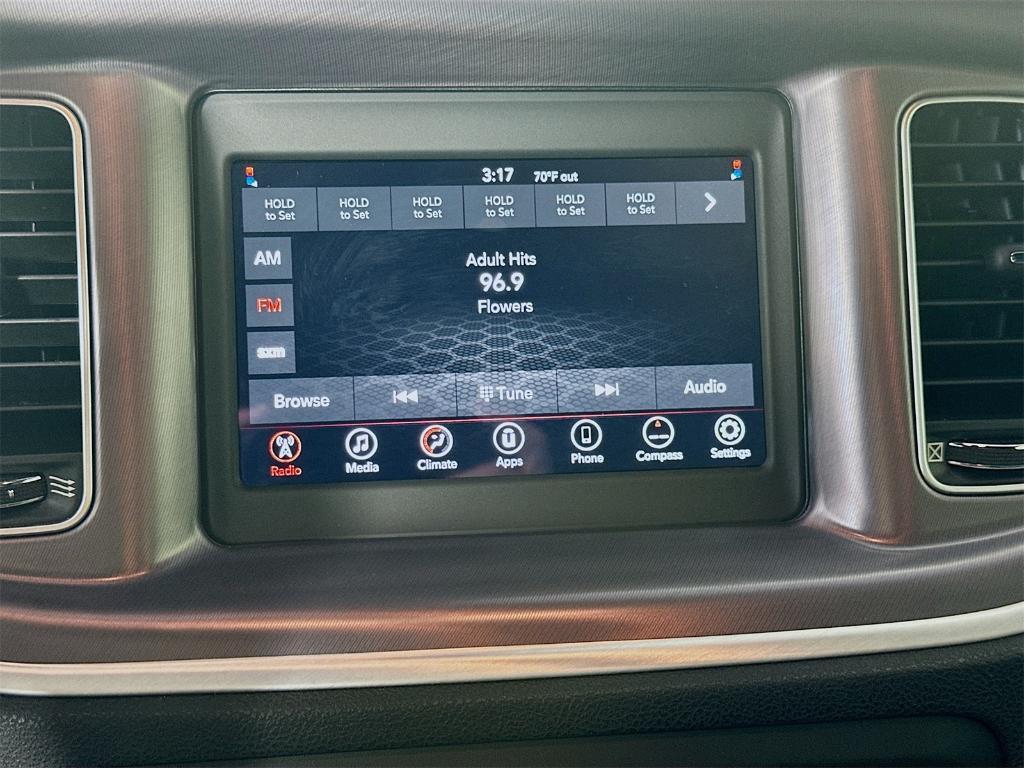 3:17 70°F out
HOLD to Set
HOLD to Set
HOLD to Set
HOLD to Set
HOLD to Set
HOLD to Set
AM
FM
sxm
Adult Hits
96.9
Flowers
Browse
Tune
Audio
Radio
Media
Climate
Apps
Phone
Compass
Settings